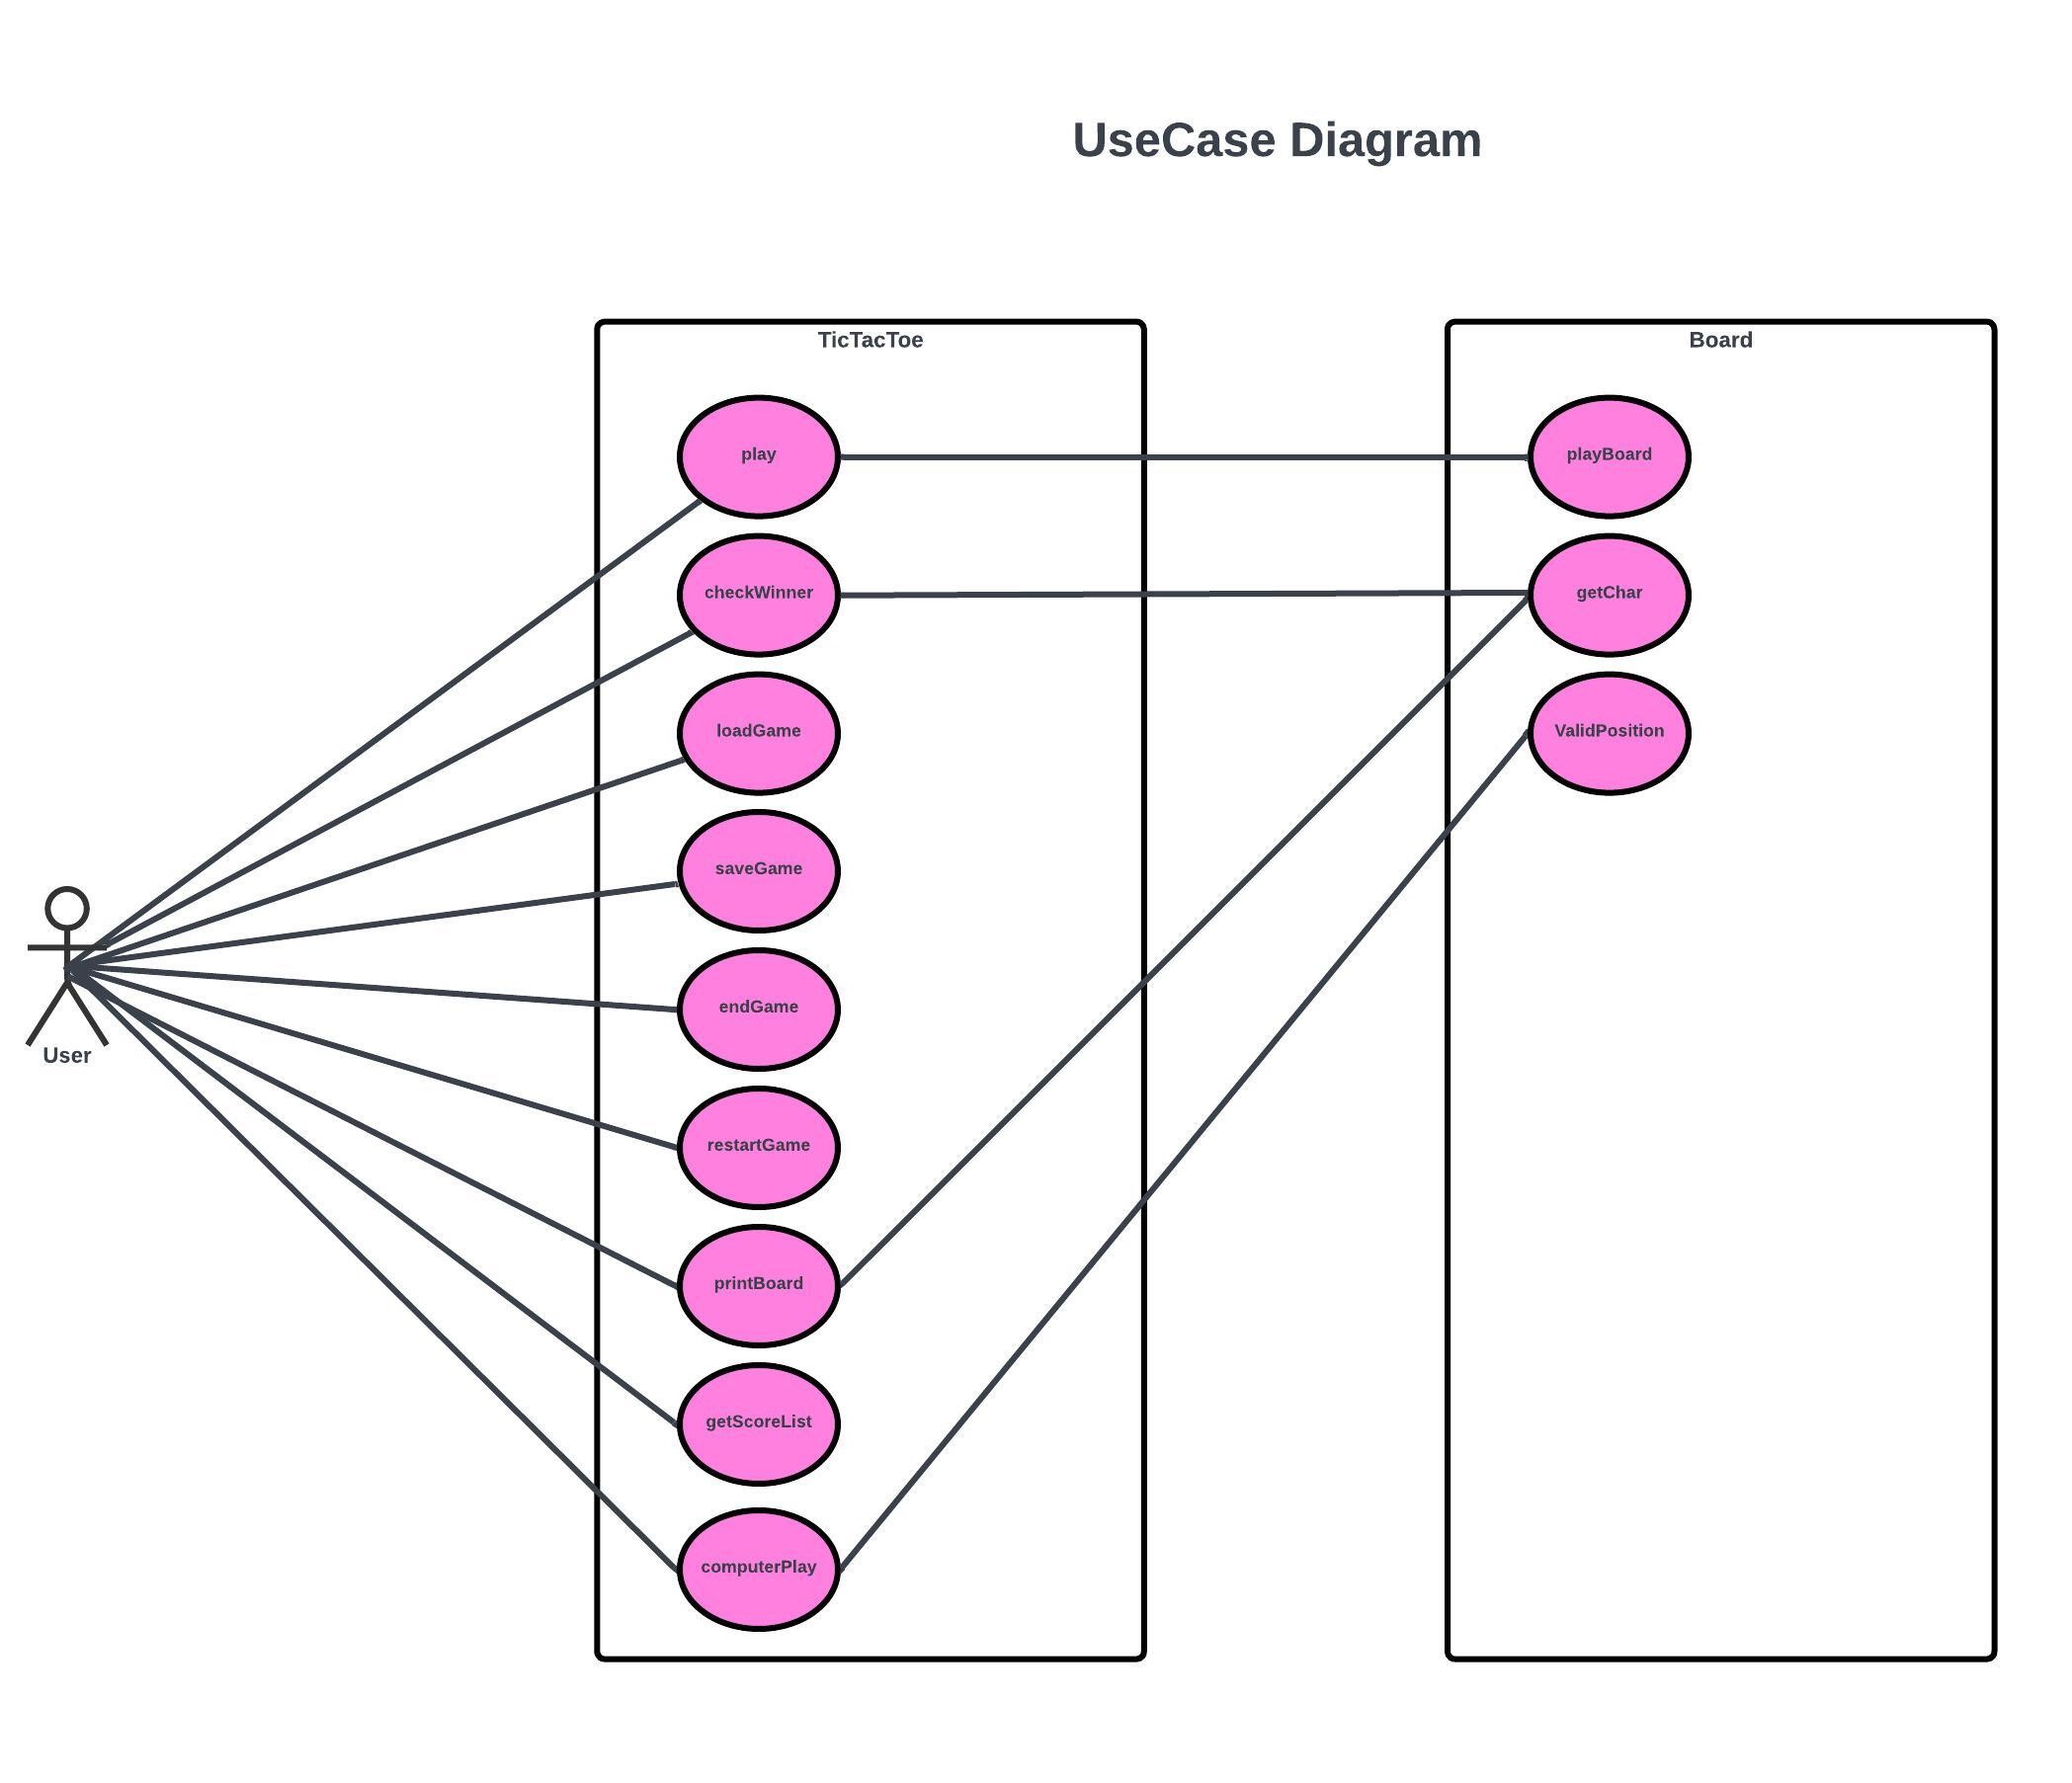 UseCase Diagram
TicTacToe
play
checkWinner
loadGame
saveGame
endGame
restartGame
printBoard
getScoreList
computerPlay
Board
playBoard
getChar
ValidPosition
User